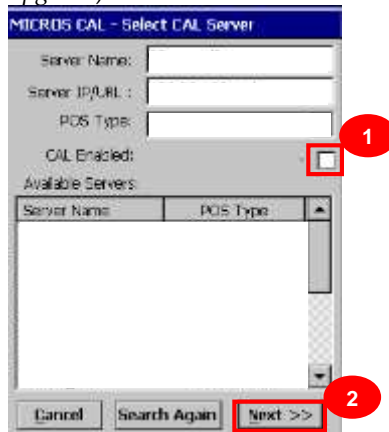 MICROS CAL - Select CAL Server
Server Name:
Server IP/URL :
POS Type:
1
CAL Enabled:
Available Servers:
Server Name POS Type
2
Cancel Search Again Next >>